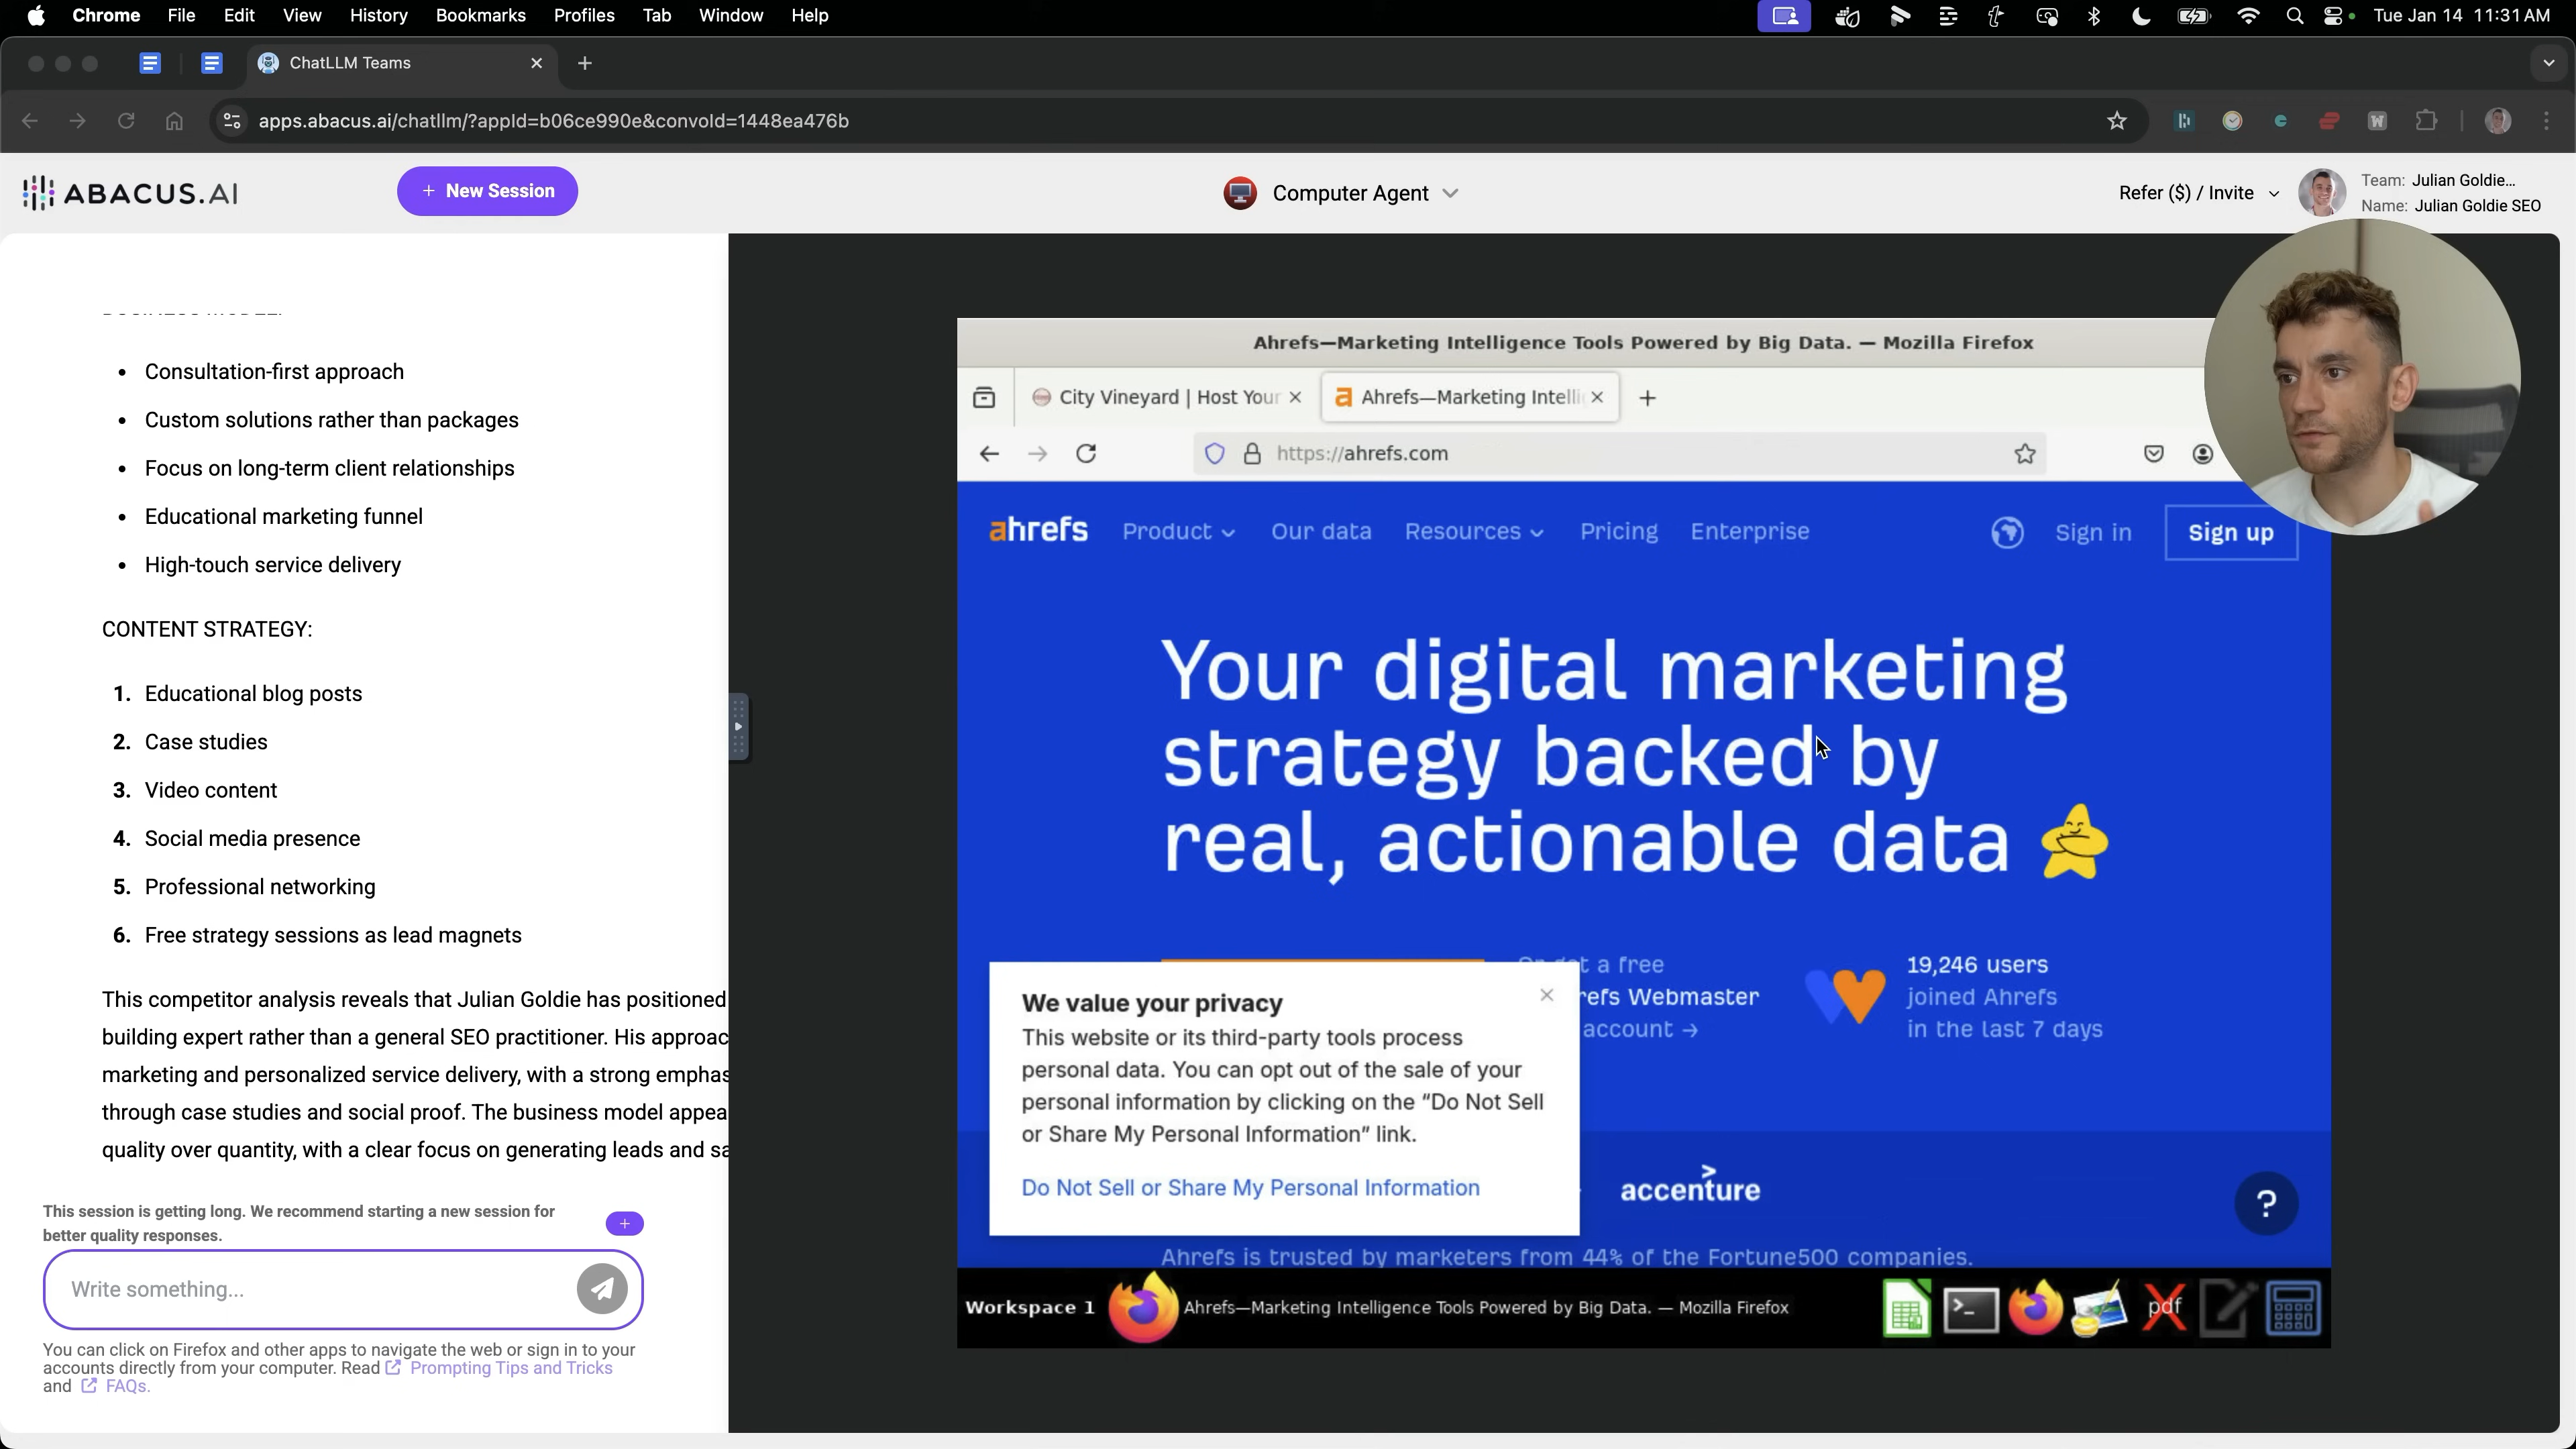 Chrome File Edit View History Bookmarks Profiles Tab Window Help
Tue Jan 14 11:31 AM
ChatLLM Teams
apps.abacus.ai/chatllm/?appId=b06ce990e&convoId=1448ea476b
ABACUS.AI
+ New Session
Computer Agent
Refer ($) / Invite
Team: Julian Goldie...
Name: Julian Goldie SEO
• Consultation-first approach
• Custom solutions rather than packages
• Focus on long-term client relationships
• Educational marketing funnel
• High-touch service delivery
CONTENT STRATEGY:
1. Educational blog posts
2. Case studies
3. Video content
4. Social media presence
5. Professional networking
6. Free strategy sessions as lead magnets
This competitor analysis reveals that Julian Goldie has positioned
building expert rather than a general SEO practitioner. His
marketing and personalized service delivery, with a strong
through case studies and social proof. The business model
quality over quantity, with a clear focus on generating leads and
This session is getting long. We recommend starting a new session for
better quality responses.
Write something...
You can click on Firefox and other apps to navigate the web or sign in to your
accounts directly from your computer. Read Prompting Tips and Tricks
and FAQs.
Ahrefs—Marketing Intelligence Tools Powered by Big Data. — Mozilla Firefox
City Vineyard | Host Your
Ahrefs—Marketing Intelli
https://ahrefs.com
ahrefs Product Our data Resources Pricing Enterprise Sign in Sign up
Your digital marketing
strategy backed by
real, actionable data
a free
Webmaster
account →
19,246 users
joined Ahrefs
in the last 7 days
We value your privacy
This website or its third-party tools process
personal data. You can opt out of the sale of your
personal information by clicking on the “Do Not Sell
or Share My Personal Information” link.
Do Not Sell or Share My Personal Information
accenture
?
Ahrefs is trusted by marketers from 44% of the Fortune500 companies.
Workspace 1 Ahrefs—Marketing Intelligence Tools Powered by Big Data. — Mozilla Firefox
pdf